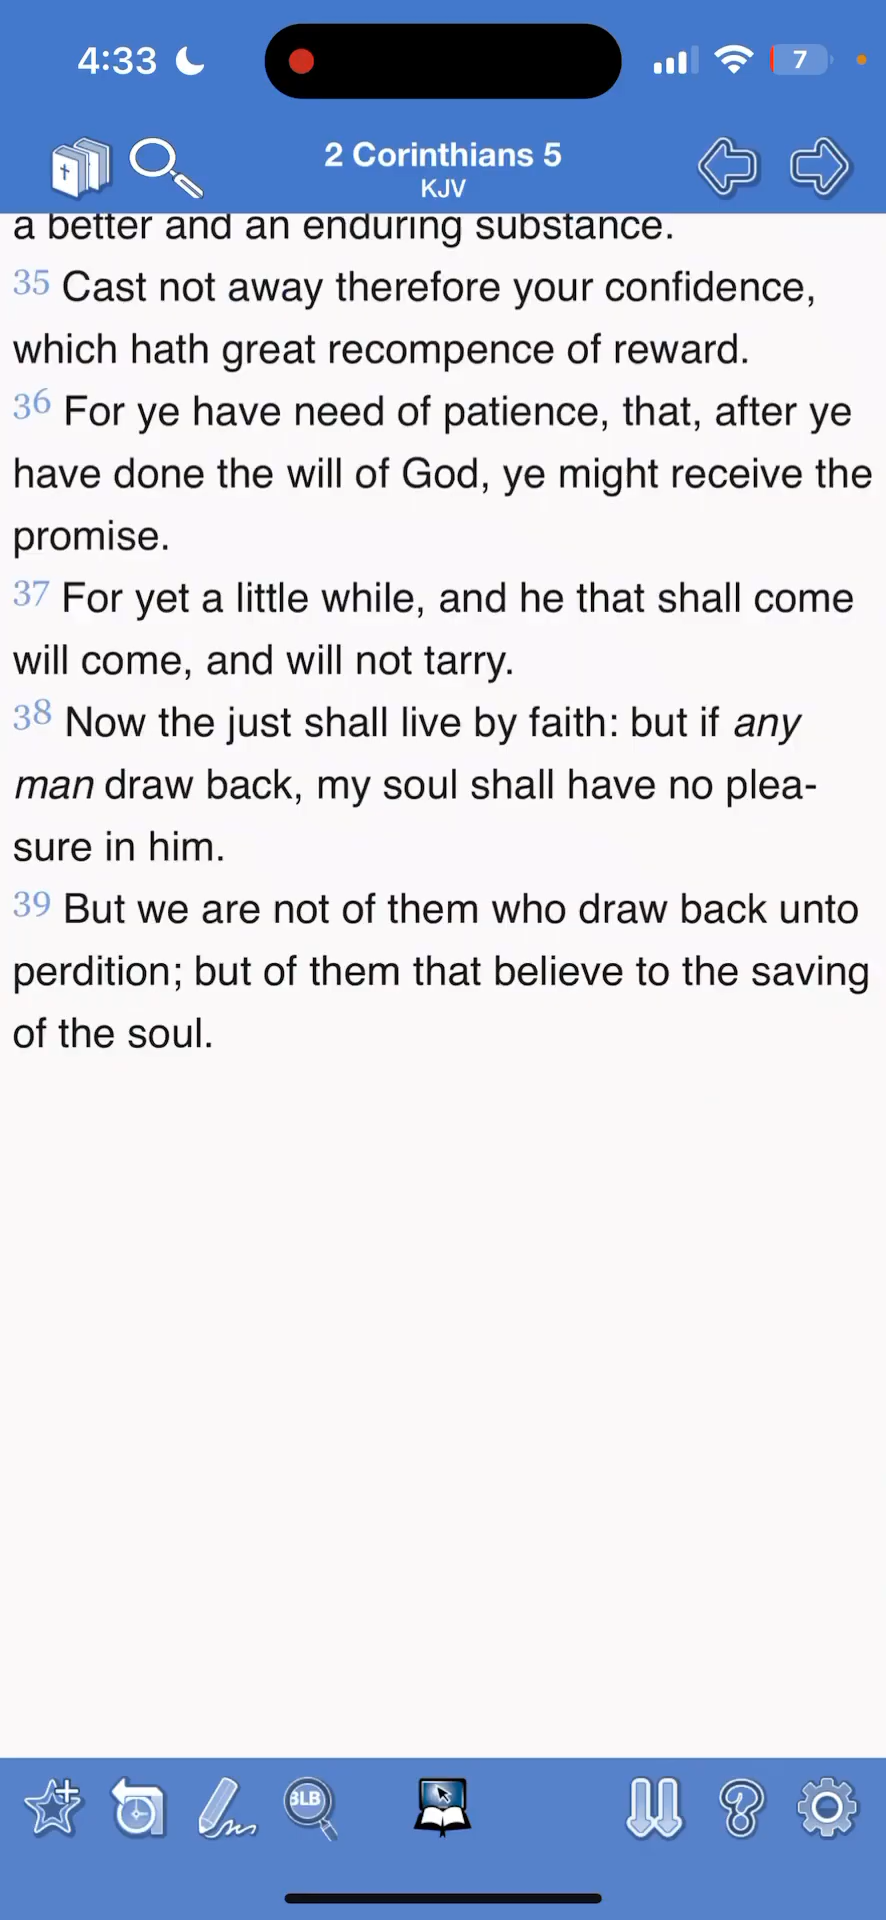 4:33
7
2 Corinthians 5
KJV
a better and an enduring substance.
35 Cast not away therefore your confidence,
which hath great recompence of reward.
36 For ye have need of patience, that, after ye
have done the will of God, ye might receive the
promise.
37 For yet a little while, and he that shall come
will come, and will not tarry.
38 Now the just shall live by faith: but if any
man draw back, my soul shall have no plea-
sure in him.
39 But we are not of them who draw back unto
perdition; but of them that believe to the saving
of the soul.
BLB